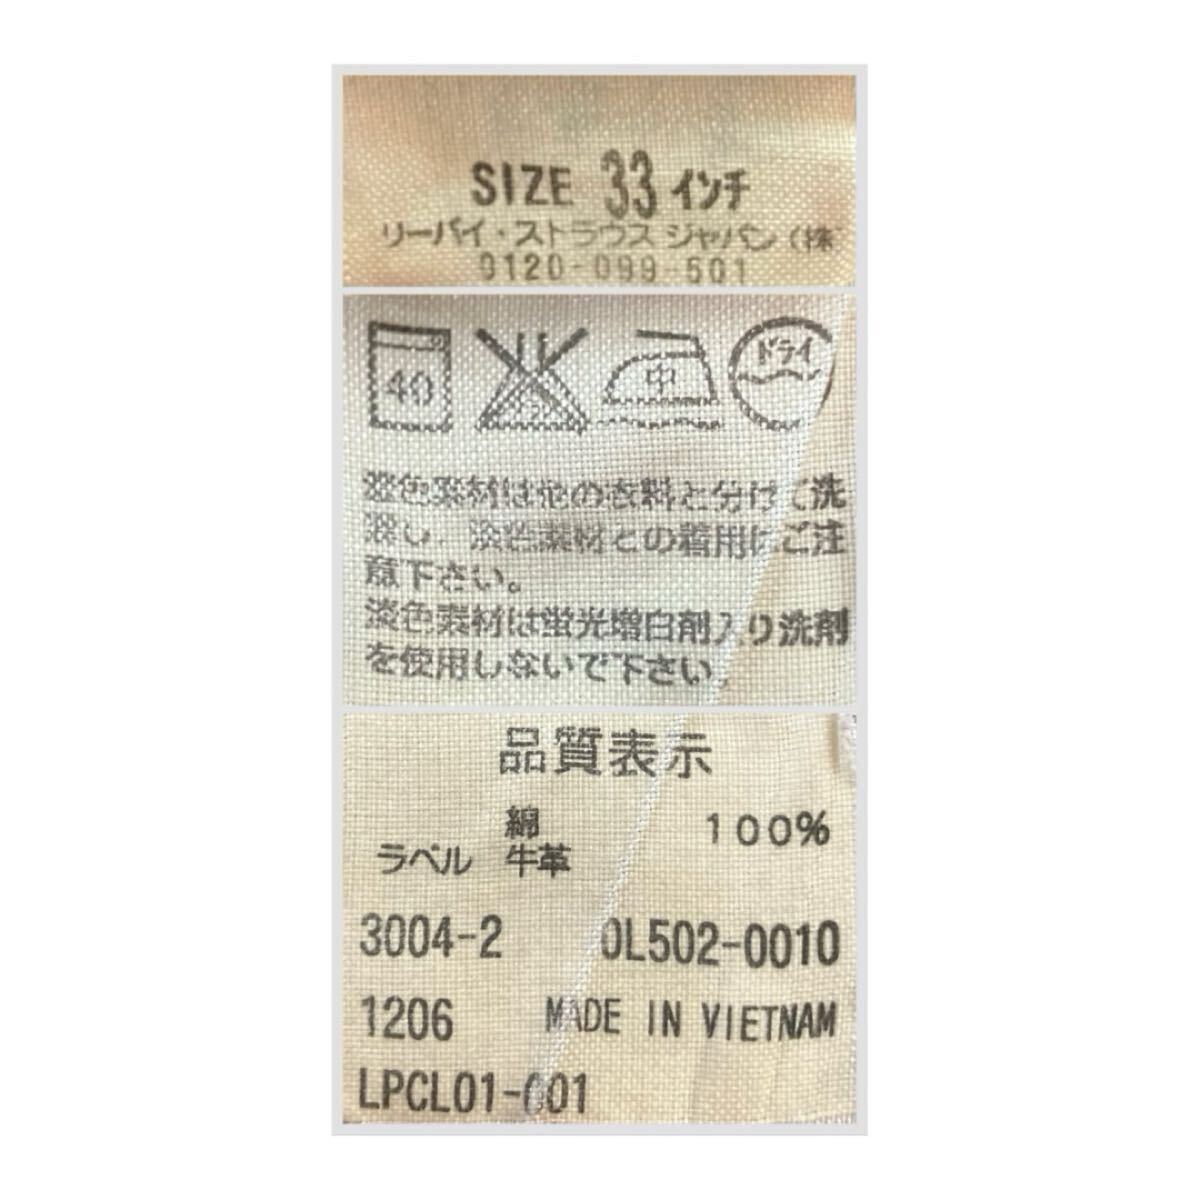 SIZE 33 インチ
リーバイ・ストラウス ジャパン(株
0120-099-501
40
中
ドライ
濃色素材は他の衣料と分けて洗
濯し、淡色素材との着用はご注
意下さい。
淡色素材は蛍光増白剤入り洗剤
を使用しないで下さい。
品質表示
綿 100%
ラベル 牛革
3004-2 0L502-0010
1206 MADE IN VIETNAM
LPCL01-001